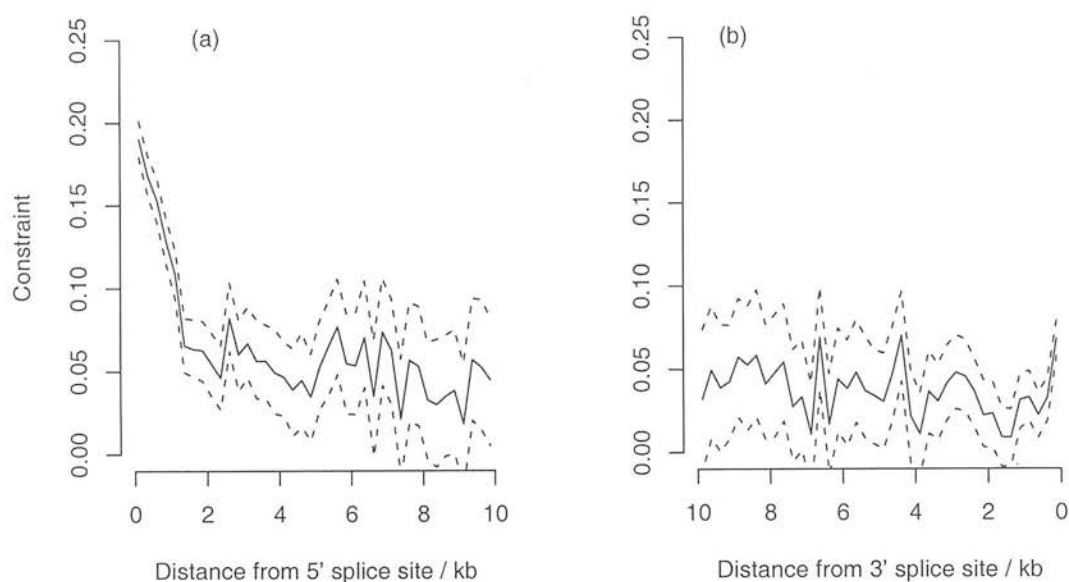 (a)
0.25
0.20
0.15
0.10
0.05
0.00
Constraint
0 2 4 6 8 10
Distance from 5' splice site / kb
(b)
0.25
0.20
0.15
0.10
0.05
0.00
10 8 6 4 2 0
Distance from 3' splice site / kb